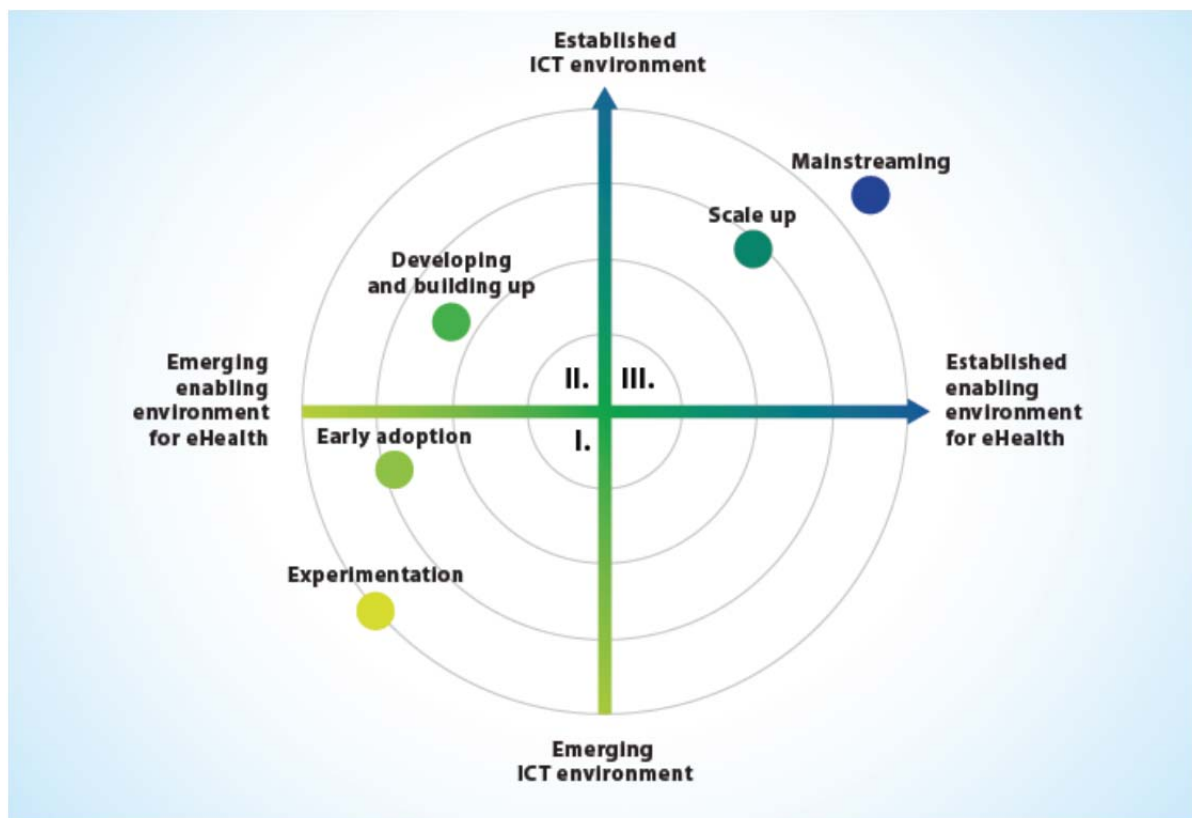 Established
ICT environment
Mainstreaming
Scale up
Developing
and building up
Emerging
enabling
environment
for eHealth
II.
III.
Established
enabling
environment
for eHealth
Early adoption
I.
Experimentation
Emerging
ICT environment